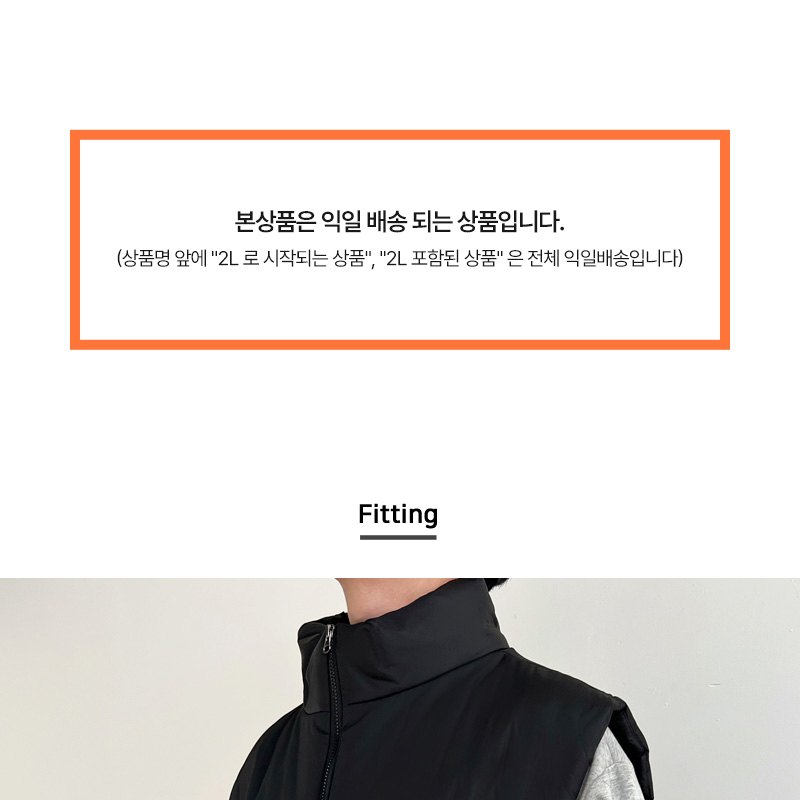 본상품은 익일 배송 되는 상품입니다.
(상품명 앞에 "2L 로 시작되는 상품", "2L 포함된 상품" 은 전체 익일배송입니다)
Fitting